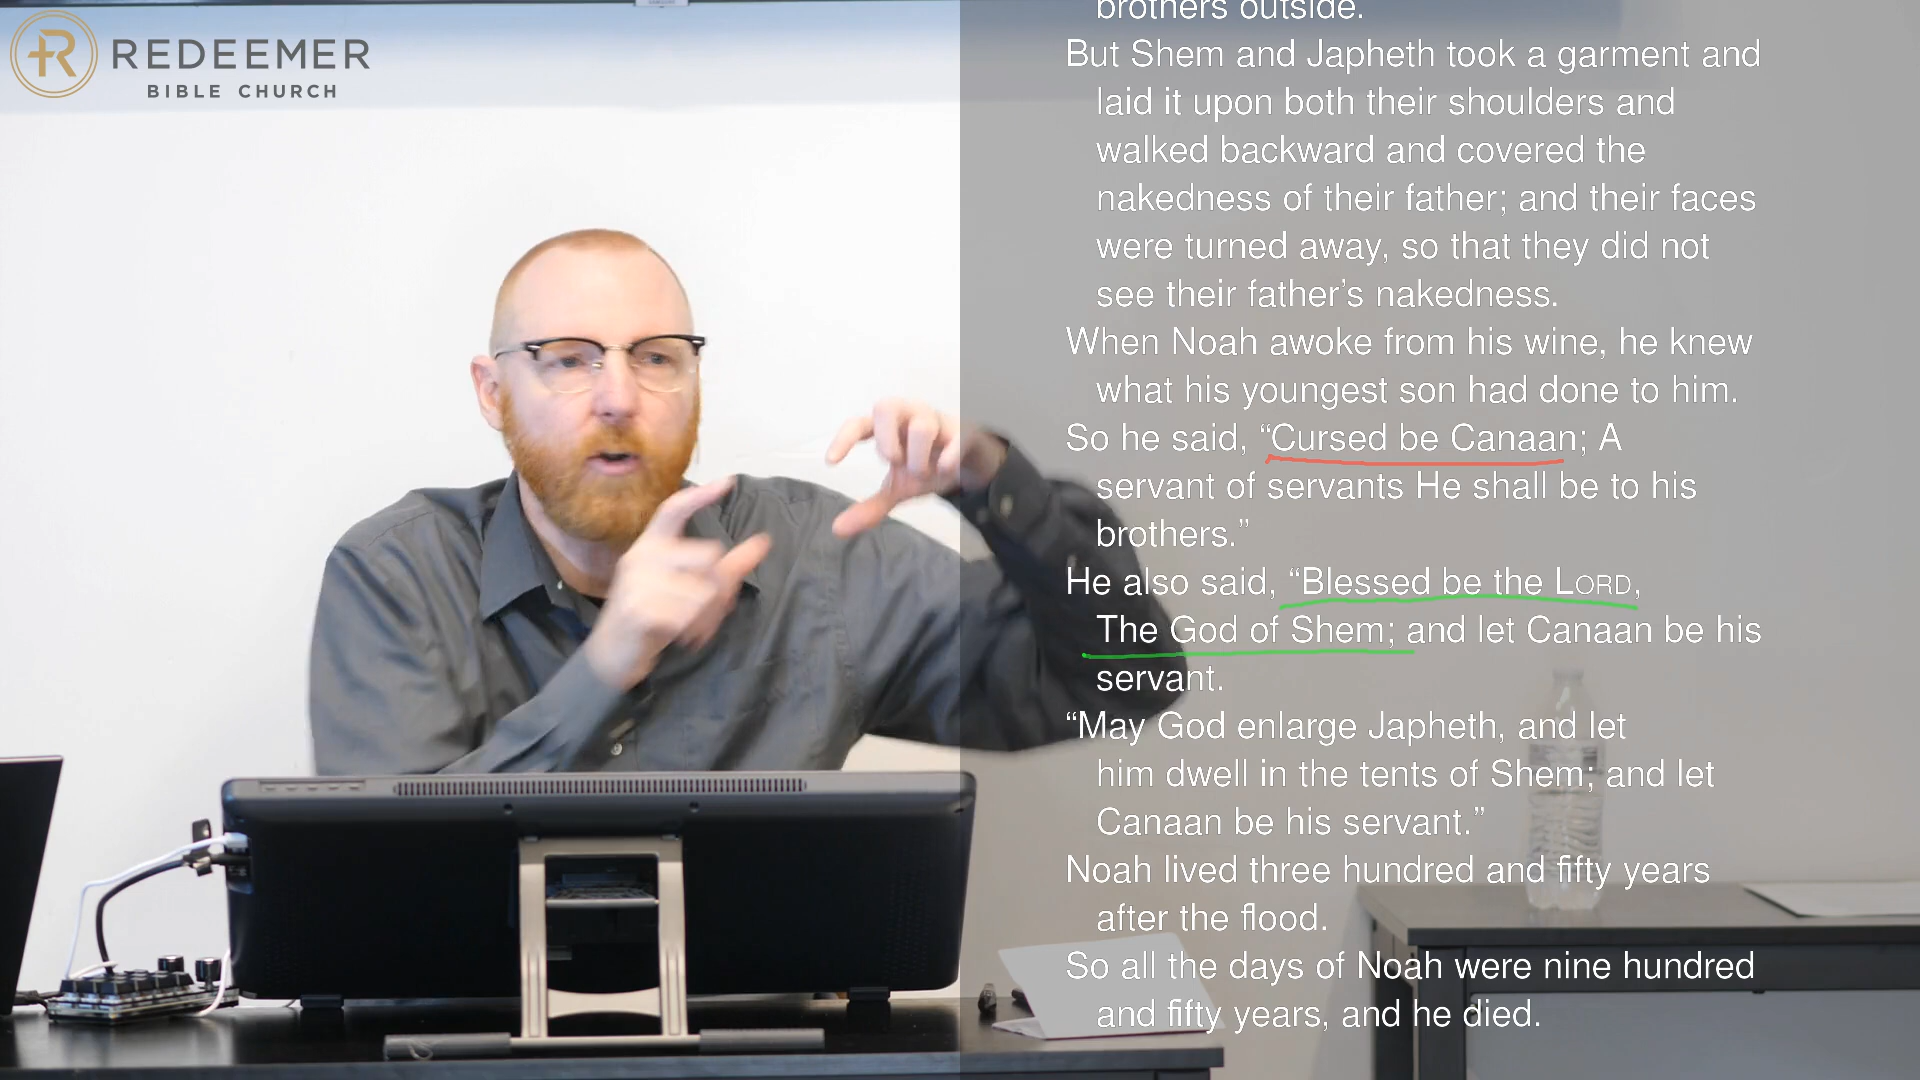 REDEEMER
BIBLE CHURCH
brothers outside.
But Shem and Japheth took a garment and
laid it upon both their shoulders and
walked backward and covered the
nakedness of their father; and their faces
were turned away, so that they did not
see their father’s nakedness.
When Noah awoke from his wine, he knew
what his youngest son had done to him.
So he said, “Cursed be Canaan; A
servant of servants He shall be to his
brothers.”
He also said, “Blessed be the LORD,
The God of Shem; and let Canaan be his
servant.
“May God enlarge Japheth, and let
him dwell in the tents of Shem; and let
Canaan be his servant.”
Noah lived three hundred and fifty years
after the flood.
So all the days of Noah were nine hundred
and fifty years, and he died.